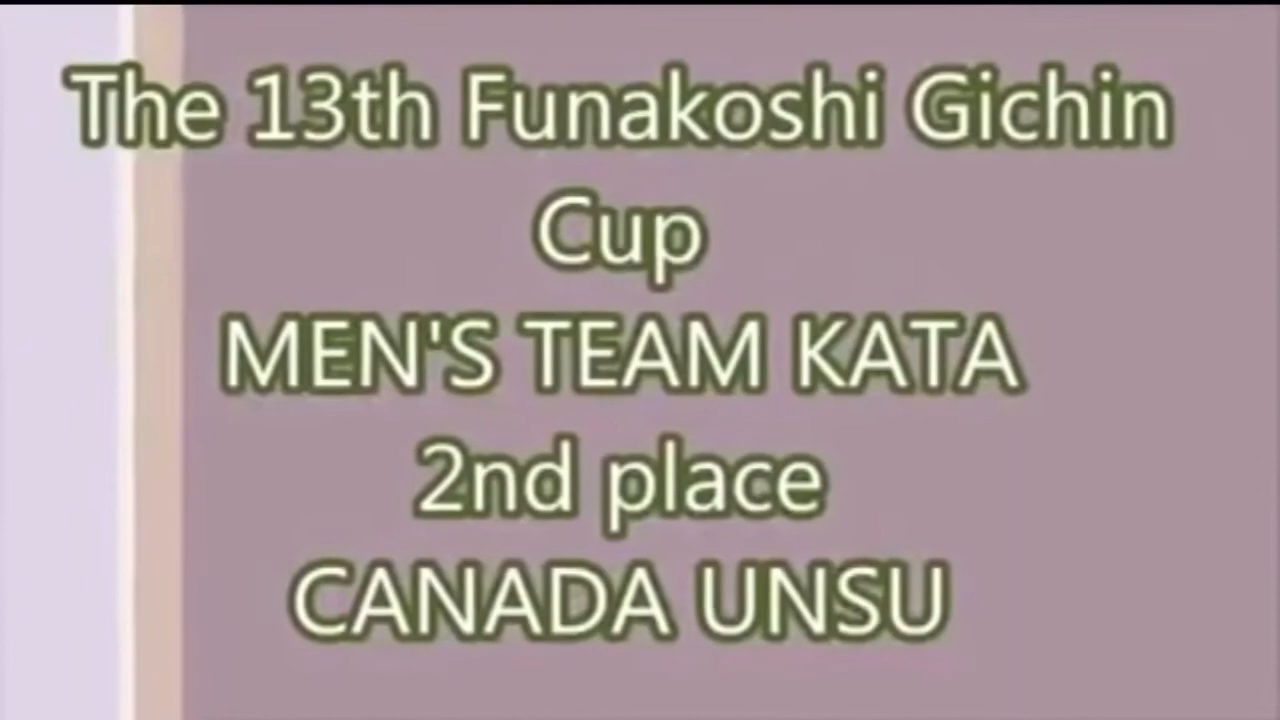 The 13th Funakoshi Gichin
Cup
MEN'S TEAM KATA
2nd place
CANADA UNSU